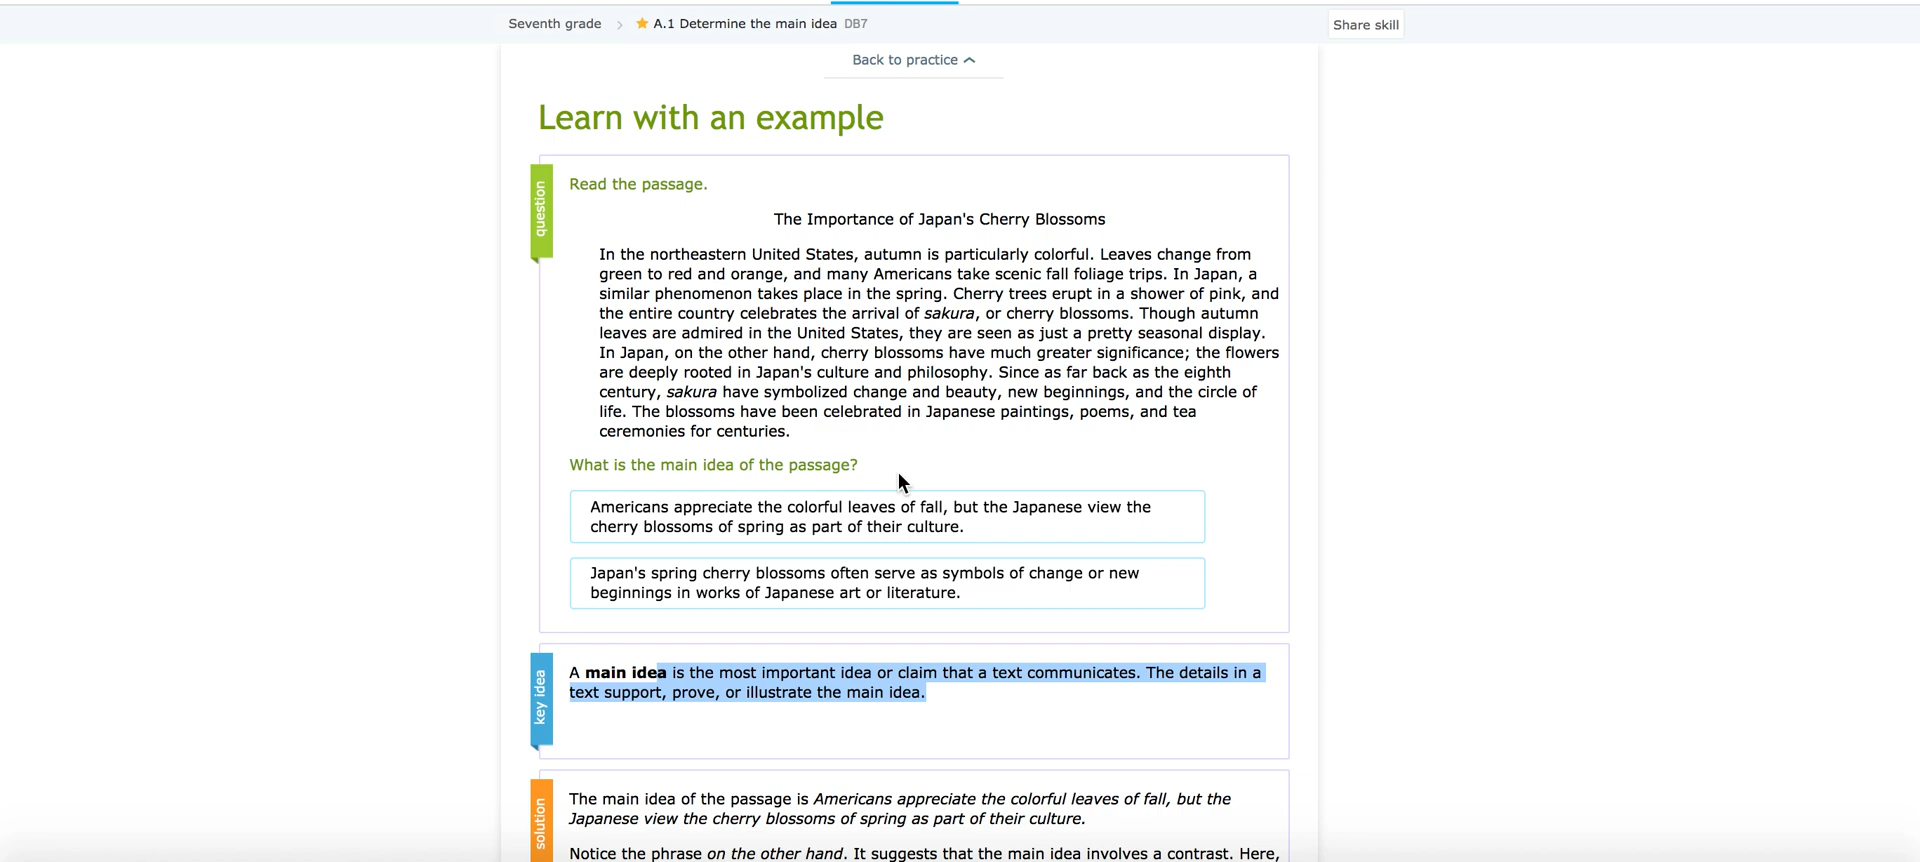 Seventh grade > A.1 Determine the main idea DB7
Share skill
Back to practice
Learn with an example
question
Read the passage.
The Importance of Japan's Cherry Blossoms
In the northeastern United States, autumn is particularly colorful. Leaves change from
green to red and orange, and many Americans take scenic fall foliage trips. In Japan, a
similar phenomenon takes place in the spring. Cherry trees erupt in a shower of pink, and
the entire country celebrates the arrival of sakura, or cherry blossoms. Though autumn
leaves are admired in the United States, they are seen as just a pretty seasonal display.
In Japan, on the other hand, cherry blossoms have much greater significance; the flowers
are deeply rooted in Japan's culture and philosophy. Since as far back as the eighth
century, sakura have symbolized change and beauty, new beginnings, and the circle of
life. The blossoms have been celebrated in Japanese paintings, poems, and tea
ceremonies for centuries.
What is the main idea of the passage?
Americans appreciate the colorful leaves of fall, but the Japanese view the
cherry blossoms of spring as part of their culture.
Japan's spring cherry blossoms often serve as symbols of change or new
beginnings in works of Japanese art or literature.
key idea
A main idea is the most important idea or claim that a text communicates. The details in a
text support, prove, or illustrate the main idea.
solution
The main idea of the passage is Americans appreciate the colorful leaves of fall, but the
Japanese view the cherry blossoms of spring as part of their culture.
Notice the phrase on the other hand. It suggests that the main idea involves a contrast. Here,